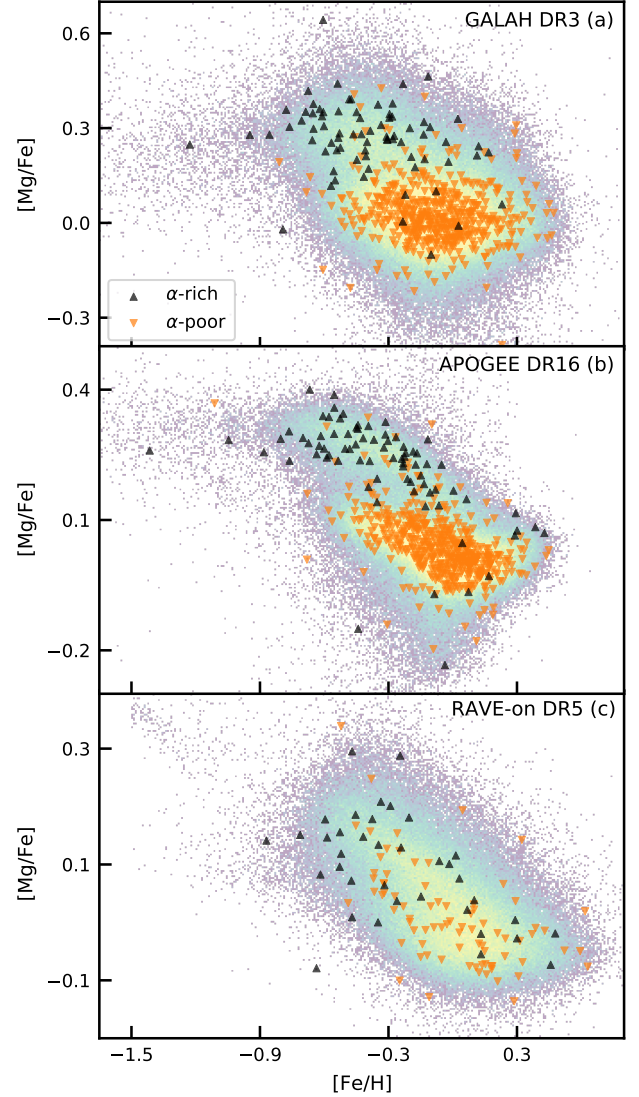 GALAH DR3 (a)
0.6
0.3
0.0
−0.3
[Mg/Fe]
α-rich
α-poor
APOGEE DR16 (b)
0.4
0.1
−0.2
[Mg/Fe]
RAVE-on DR5 (c)
0.3
0.1
−0.1
[Mg/Fe]
−1.5 −0.9 −0.3 0.3
[Fe/H]